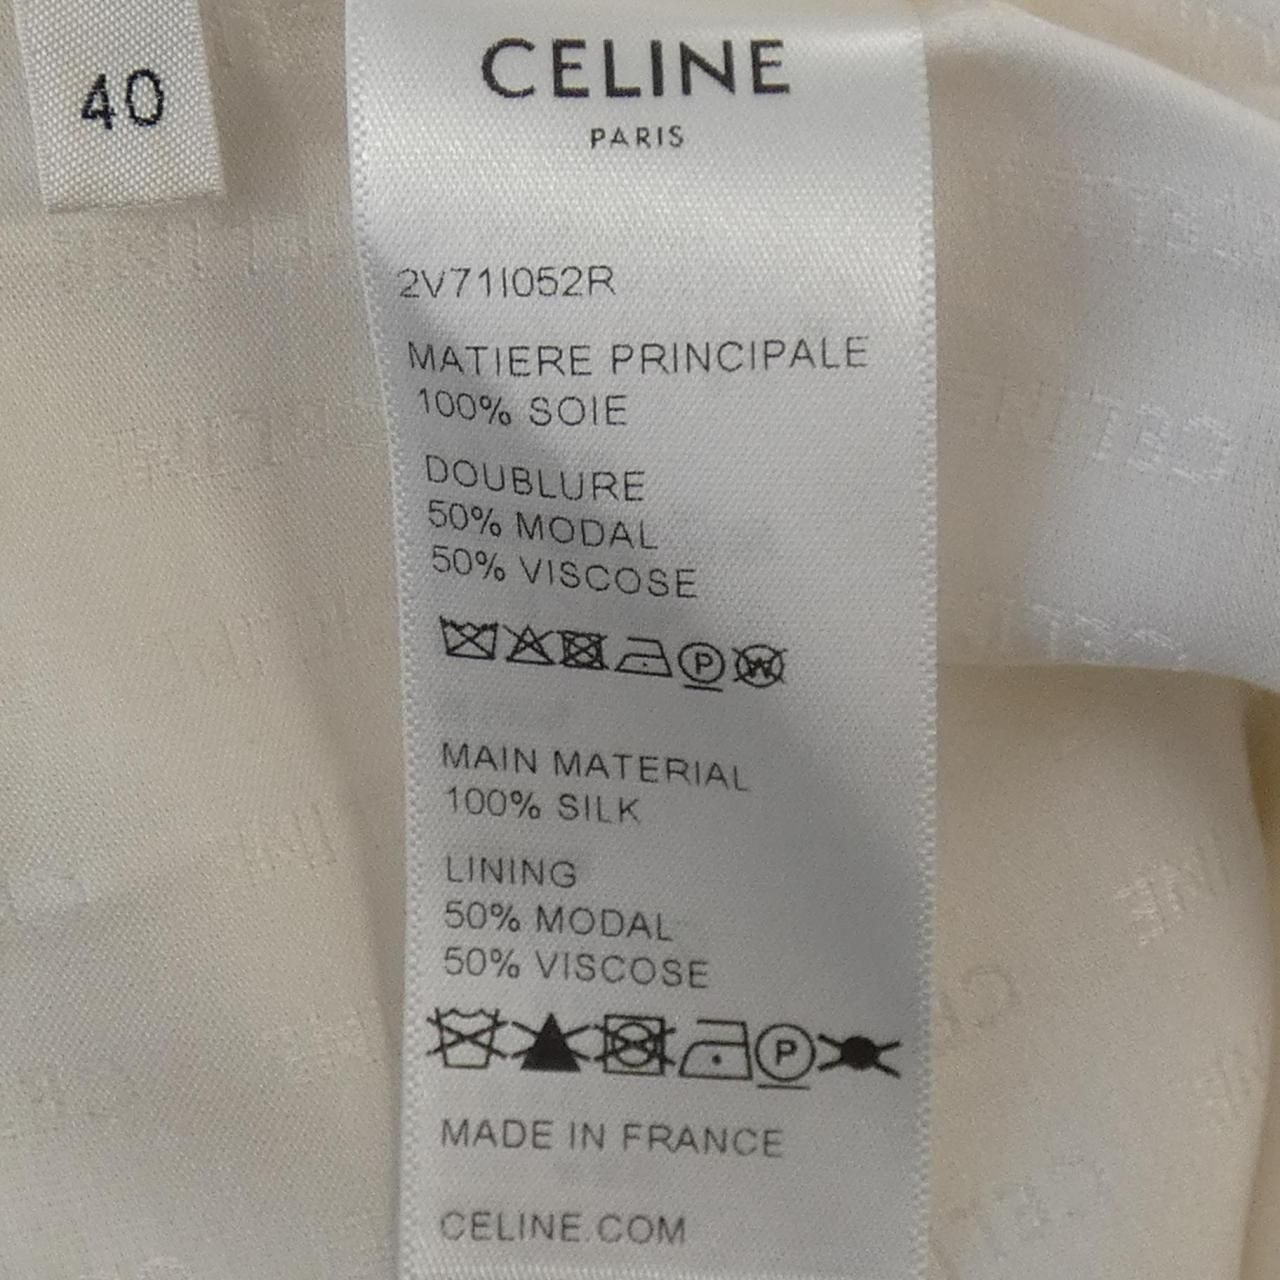 40
CELINE
PARIS
2V71I052R
MATIERE PRINCIPALE
100% SOIE
DOUBLURE
50% MODAL
50% VISCOSE
P W
MAIN MATERIAL
100% SILK
LINING
50% MODAL
50% VISCOSE
P
MADE IN FRANCE
CELINE.COM